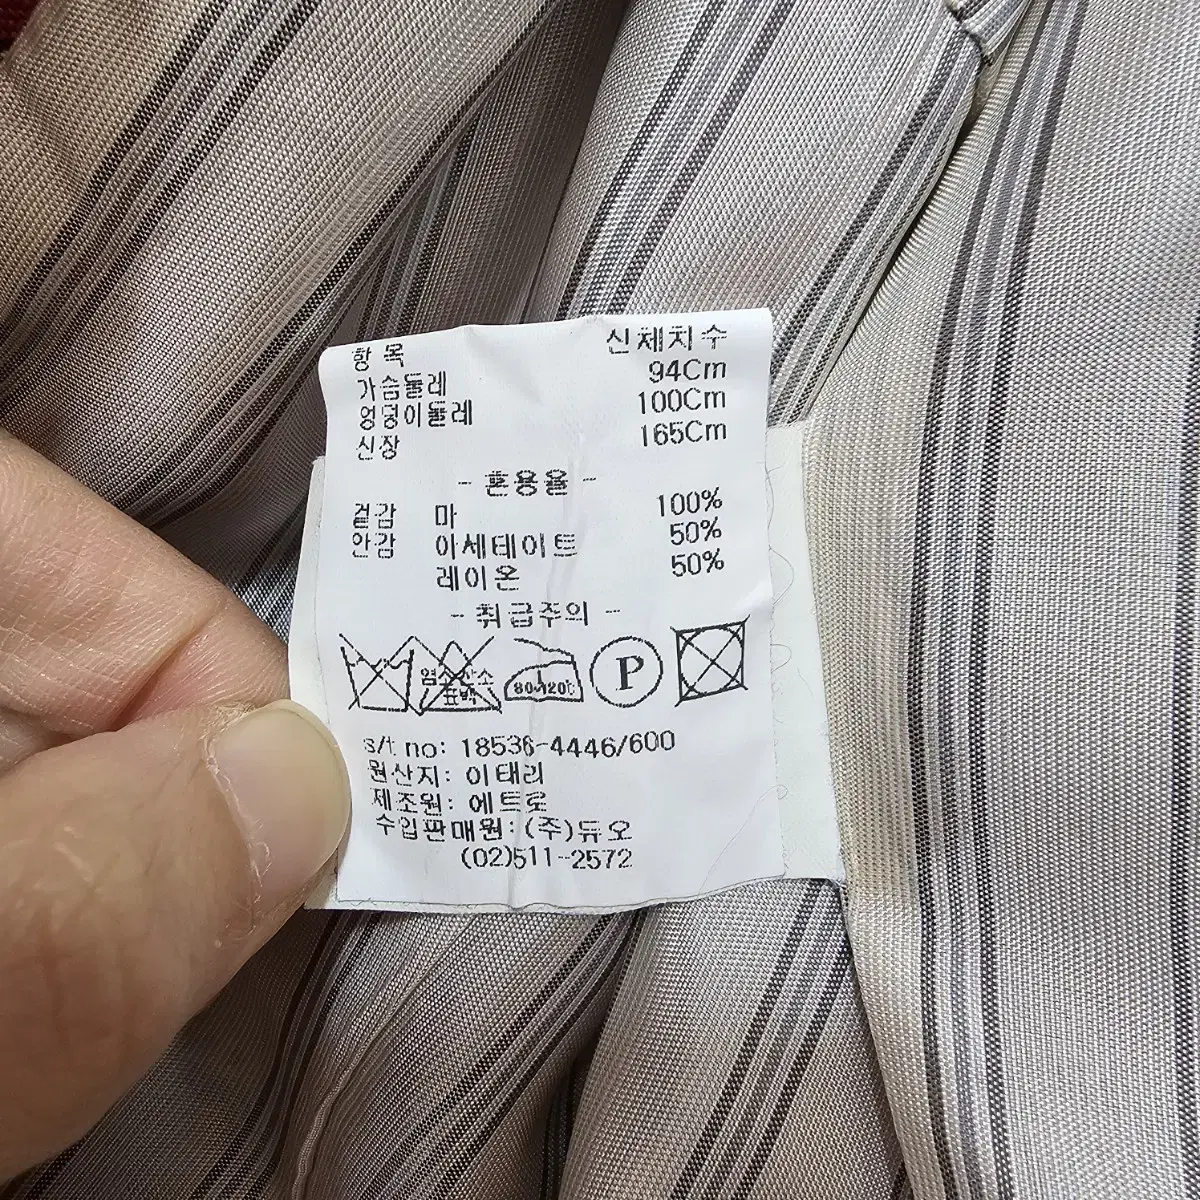 항 목 신체치수
가슴둘레 94Cm
엉덩이둘레 100Cm
신장 165Cm
- 혼용율 -
겉감 마 100%
안감 아세테이트 50%
레이온 50%
- 취급주의 -
염소산소
표백
80~120℃
P
s/t no: 18536-4446/600
원산지: 이태리
제조원: 에트로
수입판매원: (주)듀오
(02)511-2572